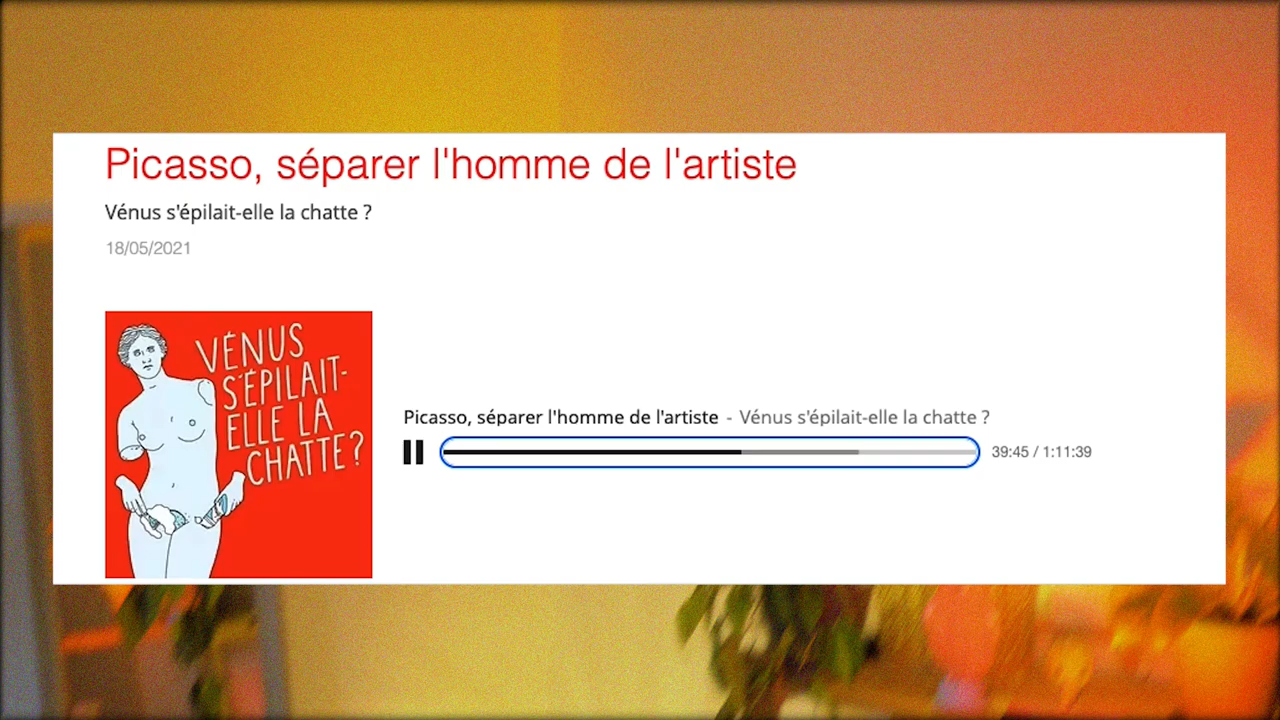 Picasso, séparer l'homme de l'artiste
Vénus s'épilait-elle la chatte ?
18/05/2021
VÉNUS
S'ÉPILAIT-
ELLE LA
CHATTE?
Picasso, séparer l'homme de l'artiste - Vénus s'épilait-elle la chatte ?
39:45 / 1:11:39